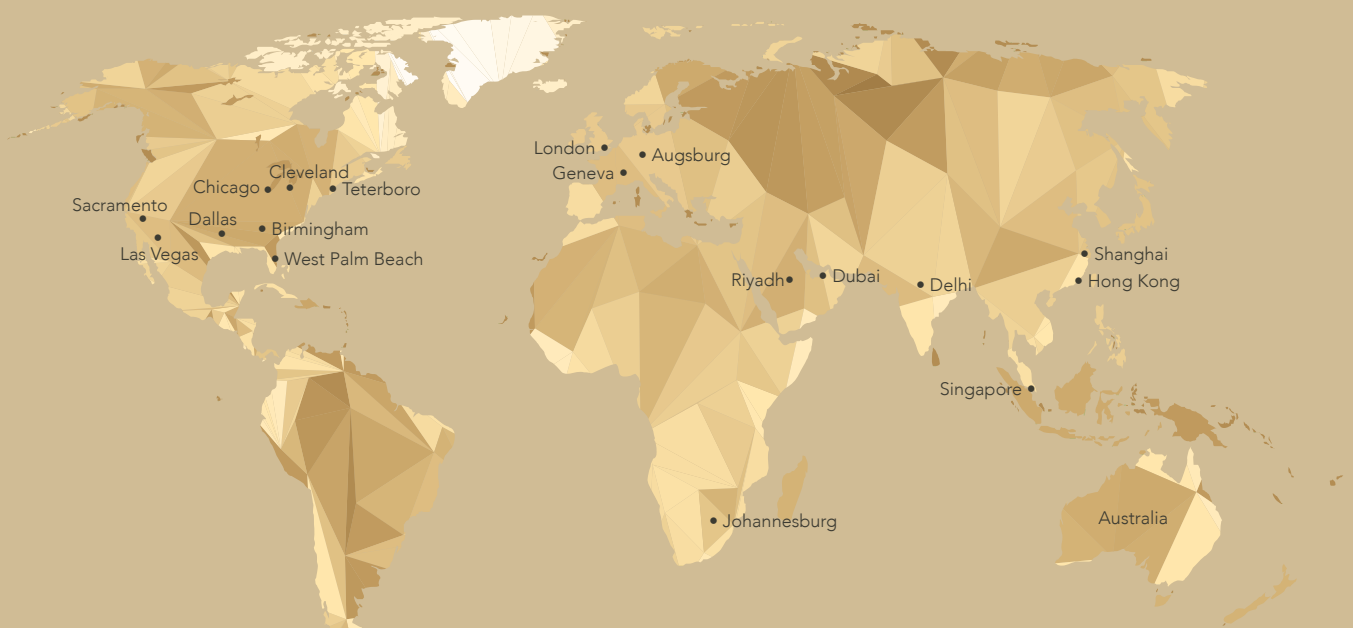 London
Augsburg
Geneva
Cleveland
Chicago
Teterboro
Sacramento
Dallas
Birmingham
Las Vegas
West Palm Beach
Shanghai
Riyadh
Dubai
Delhi
Hong Kong
Singapore
Australia
Johannesburg